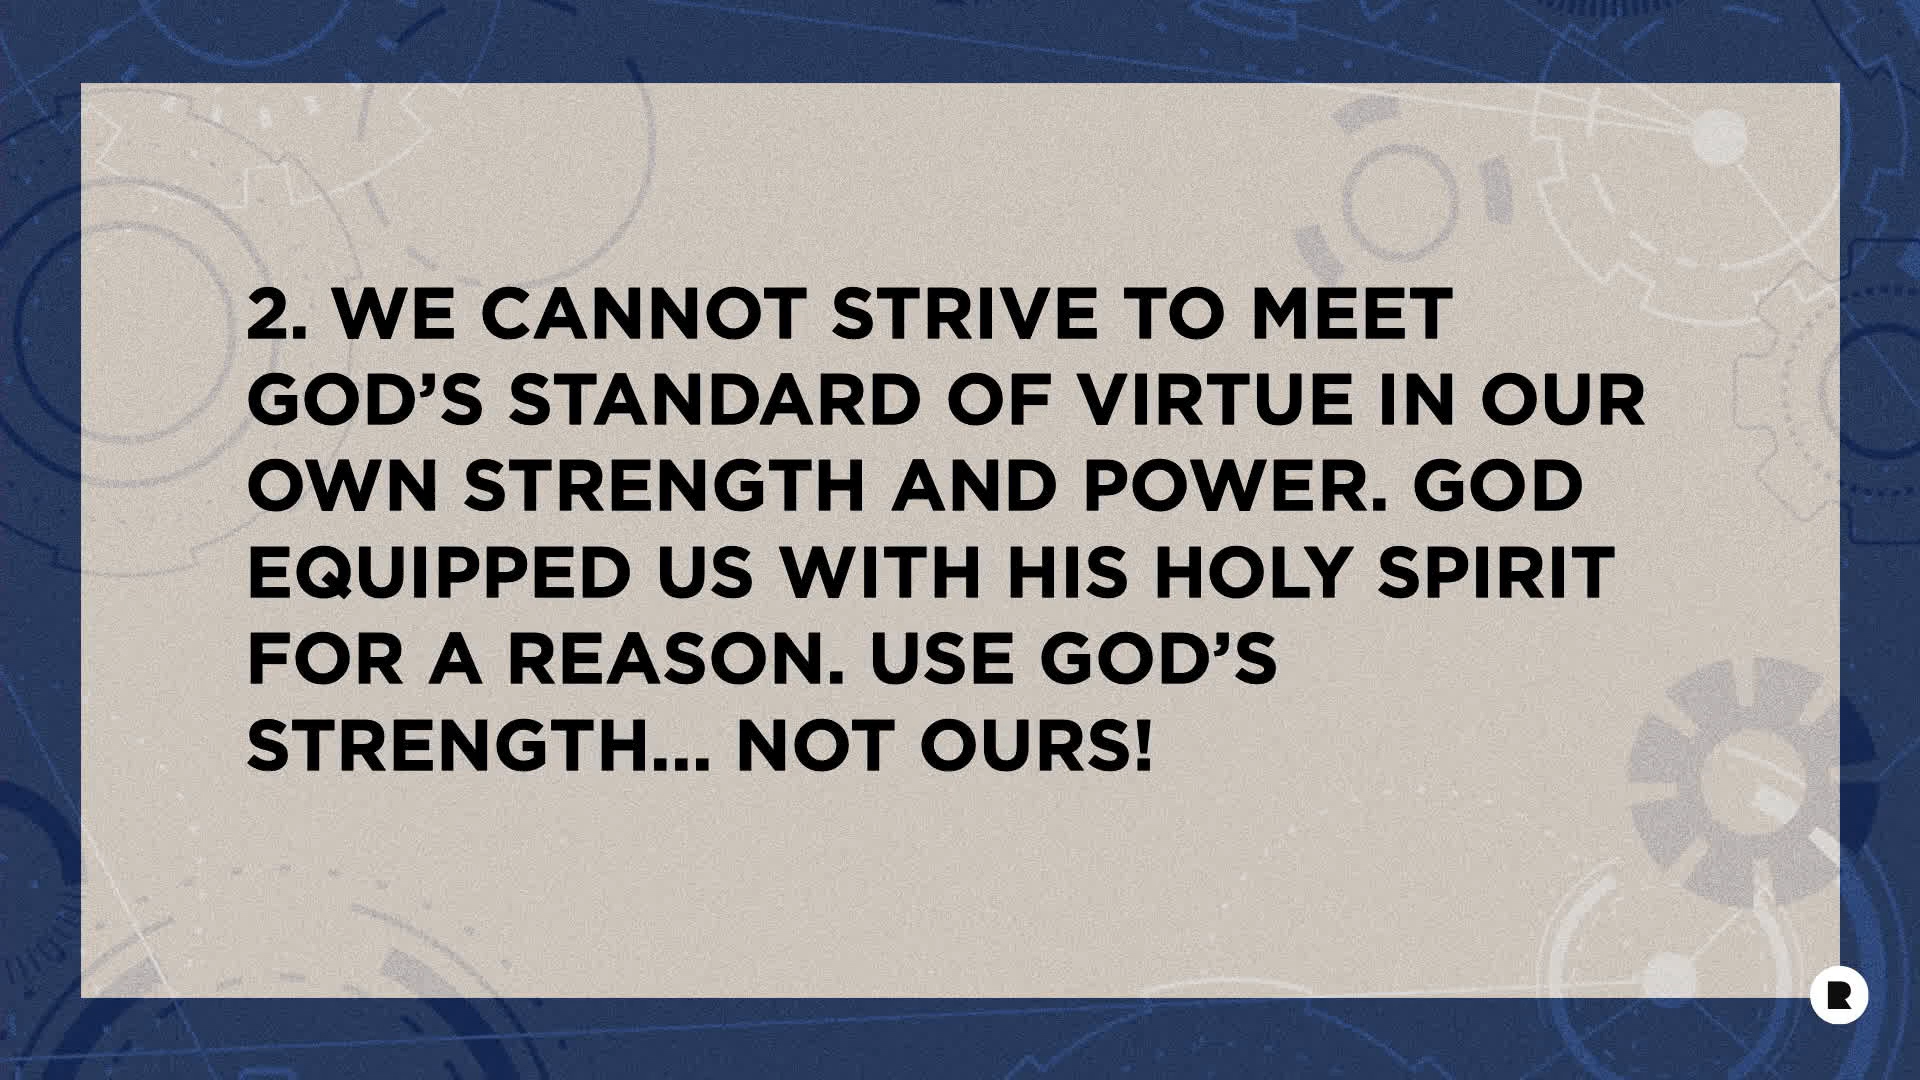 2. WE CANNOT STRIVE TO MEET
GOD’S STANDARD OF VIRTUE IN OUR
OWN STRENGTH AND POWER. GOD
EQUIPPED US WITH HIS HOLY SPIRIT
FOR A REASON. USE GOD’S
STRENGTH... NOT OURS!
R